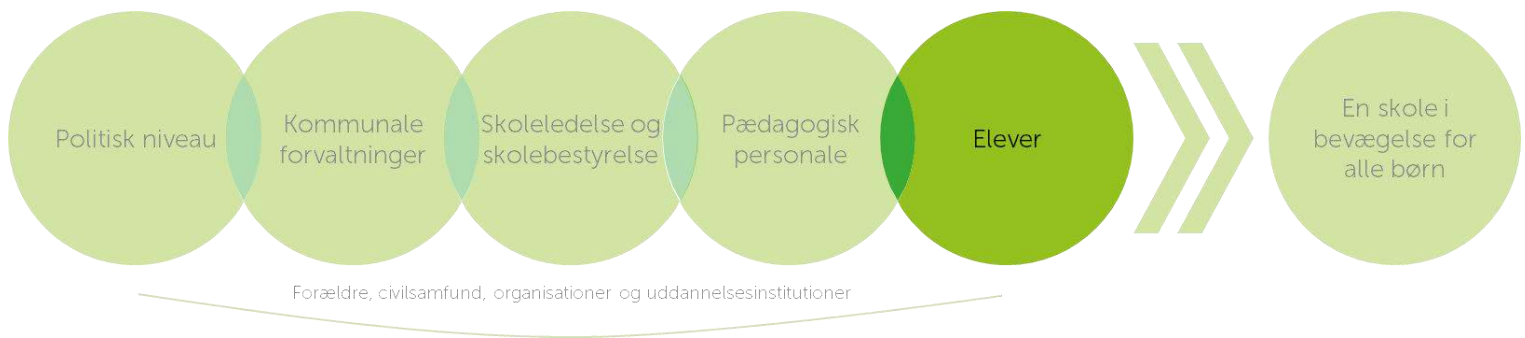 Politisk niveau
Kommunale
forvaltninger
Skoleledelse og
skolebestyrelse
Pædagogisk
personale
Elever
En skole i
bevægelse for
alle børn
Forældre, civilsamfund, organisationer og uddannelsesinstitutioner